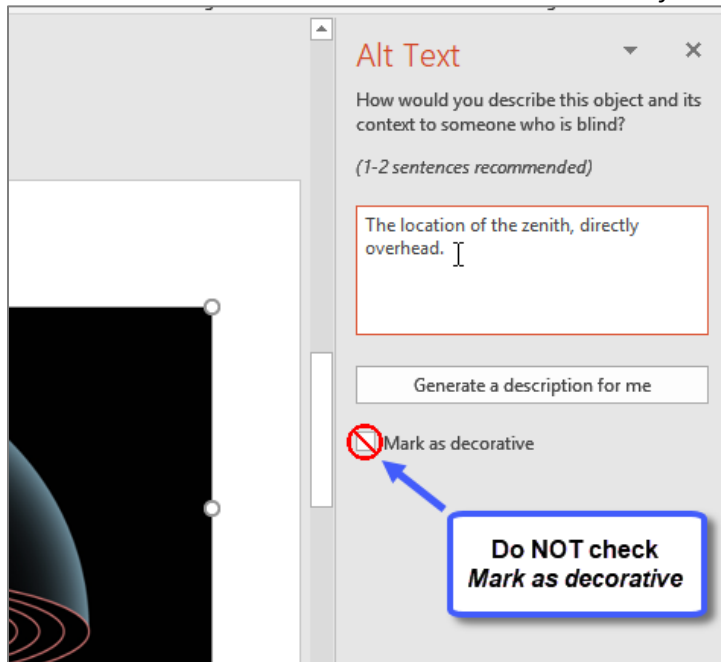 Alt Text
How would you describe this object and its
context to someone who is blind?
(1-2 sentences recommended)
The location of the zenith, directly
overhead.
Generate a description for me
Mark as decorative
Do NOT check
Mark as decorative